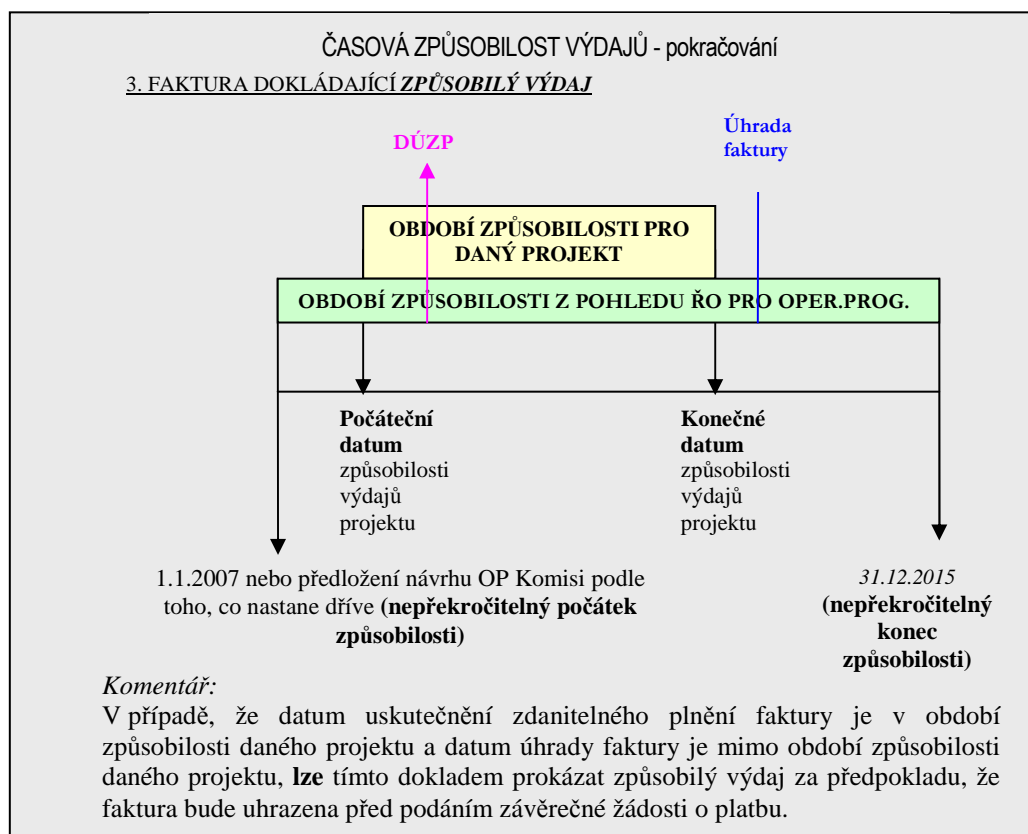 ČASOVÁ ZPŮSOBILOST VÝDAJŮ - pokračování
3. FAKTURA DOKLÁDAJÍCÍ ZPŮSOBILÝ VÝDAJ
DÚZP
Úhrada
faktury
OBDOBÍ ZPŮSOBILOSTI PRO
DANÝ PROJEKT
OBDOBÍ ZPŮSOBILOSTI Z POHLEDU ŘO PRO OPER.PROG.
Počáteční
datum
způsobilosti
výdajů
projektu
Konečné
datum
způsobilosti
výdajů
projektu
1.1.2007 nebo předložení návrhu OP Komisi podle
toho, co nastane dříve (nepřekročitelný počátek
způsobilosti)
31.12.2015
(nepřekročitelný
konec
způsobilosti)
Komentář:
V případě, že datum uskutečnění zdanitelného plnění faktury je v období
způsobilosti daného projektu a datum úhrady faktury je mimo období způsobilosti
daného projektu, lze tímto dokladem prokázat způsobilý výdaj za předpokladu, že
faktura bude uhrazena před podáním závěrečné žádosti o platbu.